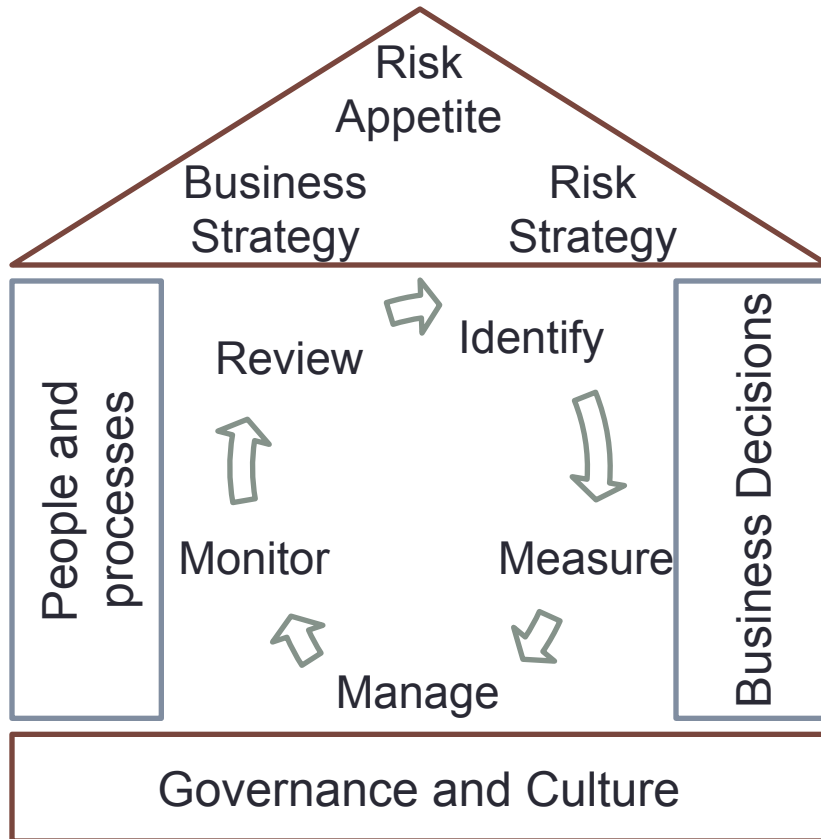 Risk
Appetite
Business
Strategy
Risk
Strategy
People and
processes
Review
Identify
Monitor
Measure
Manage
Business Decisions
Governance and Culture